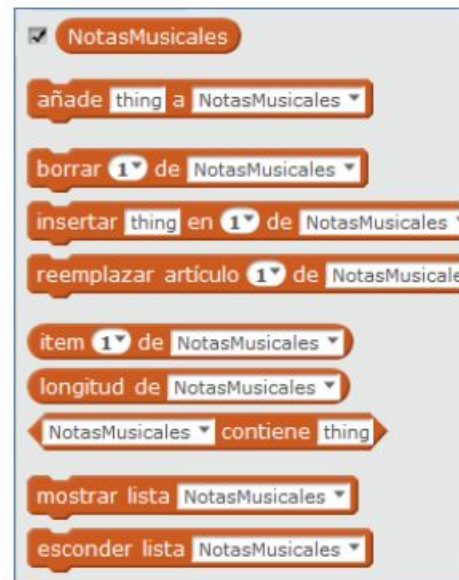 NotasMusicales
añade thing a NotasMusicales
borrar 1 de NotasMusicales
insertar thing en 1 de NotasMusicales
reemplazar artículo 1 de NotasMusicale
item 1 de NotasMusicales
longitud de NotasMusicales
NotasMusicales contiene thing
mostrar lista NotasMusicales
esconder lista NotasMusicales